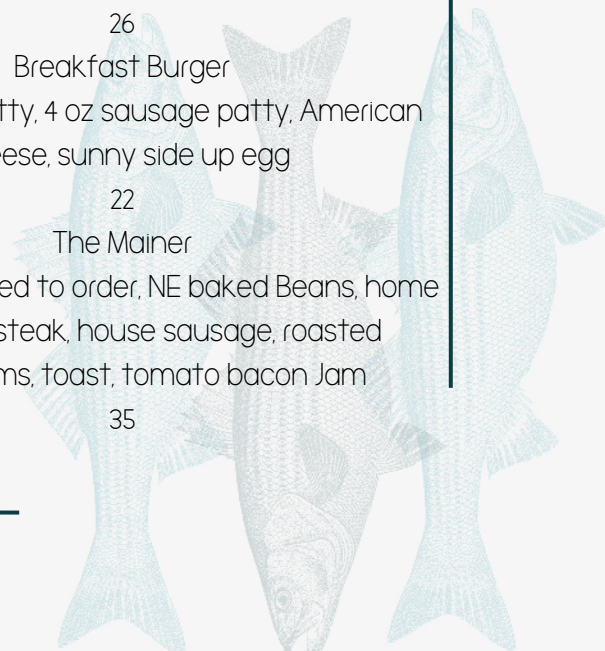 26
Breakfast Burger
tty, 4 oz sausage patty, American
ese, sunny side up egg
22
The Mainer
ed to order, NE baked Beans, home
steak, house sausage, roasted
ms, toast, tomato bacon Jam
35